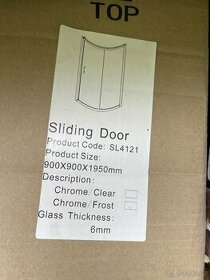 TOP
Sliding Door
Product Code: SL4121
Product Size:
900X900X1950mm
Description:
Chrome/Clear
Chrome/Frost
Glass Thickness:
6mm